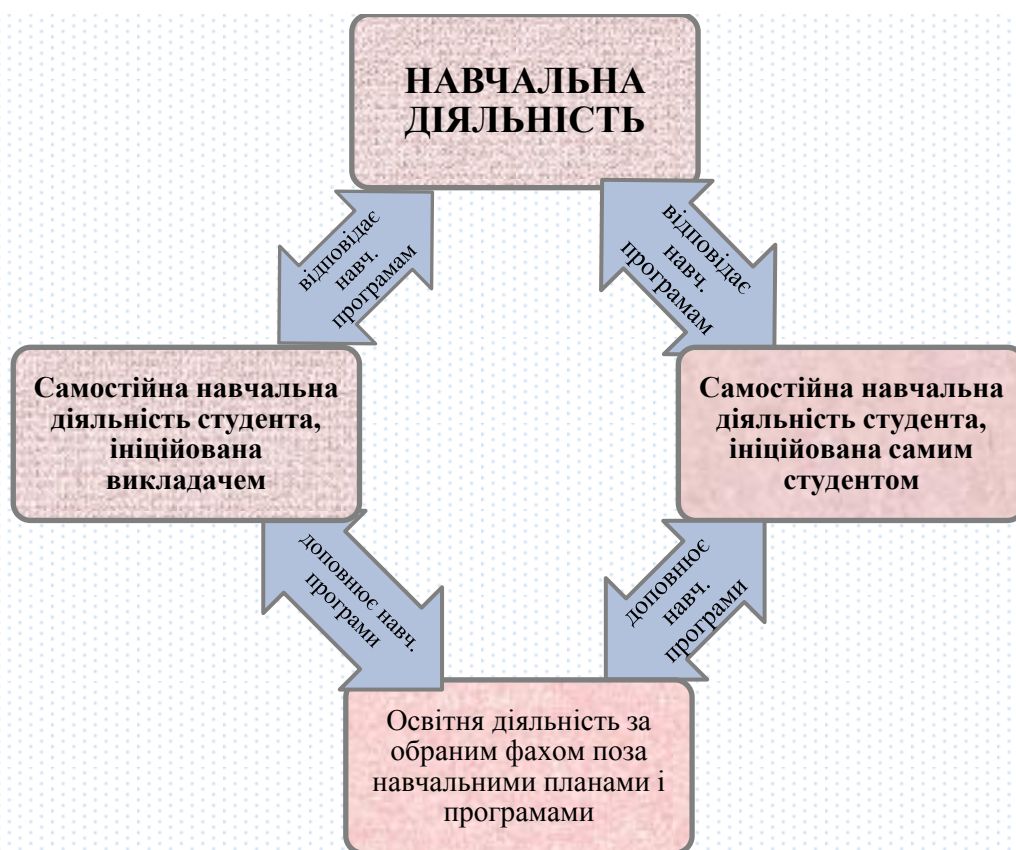 НАВЧАЛЬНА
ДІЯЛЬНІСТЬ
відповідає
навч.
програмам
відповідає
навч.
програмам
Самостійна навчальна
діяльність студента,
ініційована
викладачем
Самостійна навчальна
діяльність студента,
ініційована самим
студентом
доповнює навч.
програми
доповнює
навч.
програми
Освітня діяльність за
обраним фахом поза
навчальними планами і
програмами